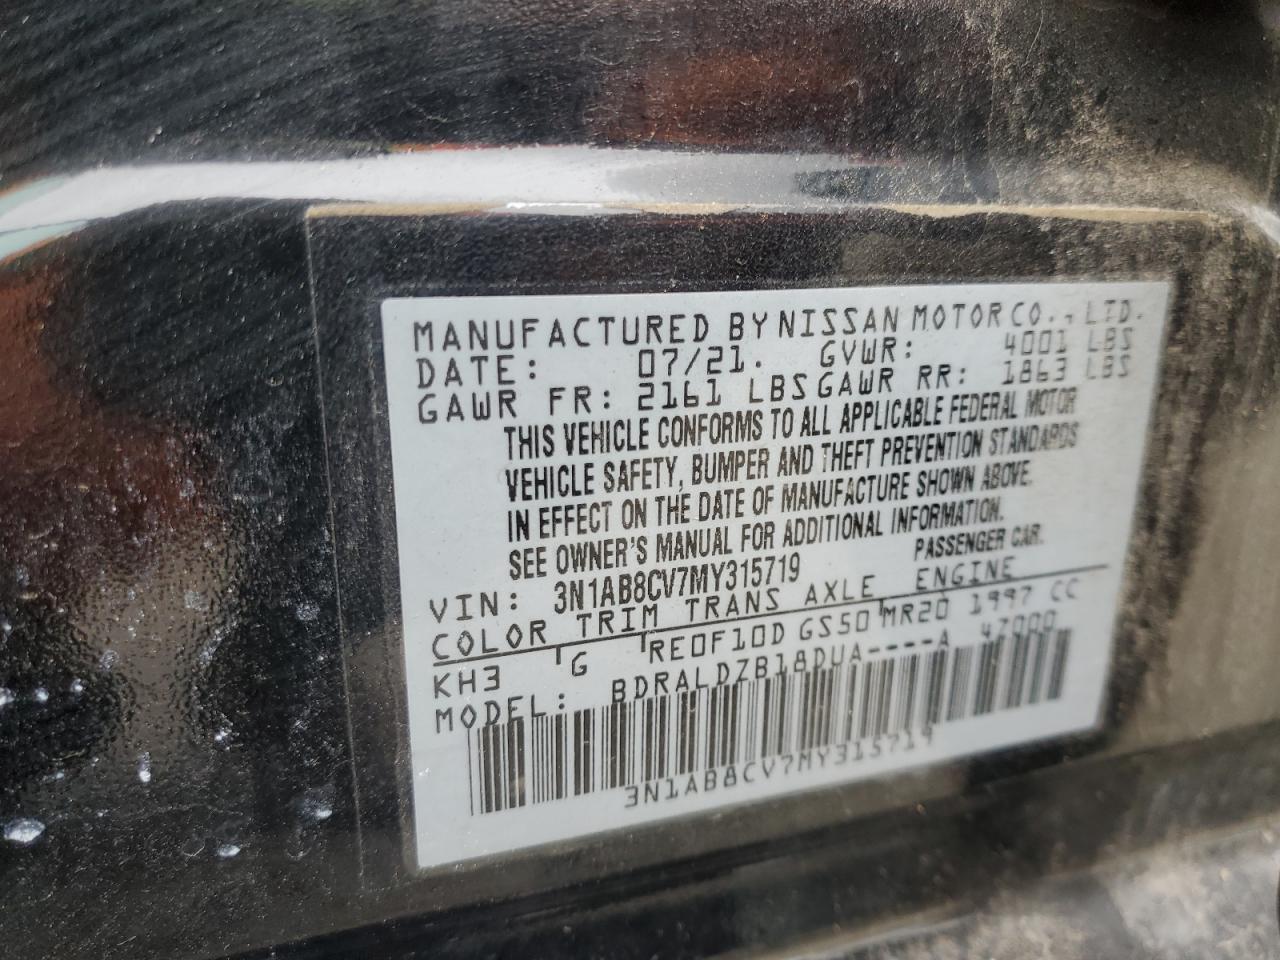 MANUFACTURED BY NISSAN MOTOR CO., LTD.
DATE: 07/21. GVWR: 4001 LBS
GAWR FR: 2161 LBS GAWR RR: 1863 LBS
THIS VEHICLE CONFORMS TO ALL APPLICABLE FEDERAL MOTOR
VEHICLE SAFETY, BUMPER AND THEFT PREVENTION STANDARDS
IN EFFECT ON THE DATE OF MANUFACTURE SHOWN ABOVE.
SEE OWNER'S MANUAL FOR ADDITIONAL INFORMATION.
VIN: 3N1AB8CV7MY315719 PASSENGER CAR.
COLOR TRIM TRANS AXLE ENGINE
KH3 G RE0F10D GS50 MR20 1997 CC
MODEL: BDRALDZB18DUA----A 47000
3N1AB8CV7MY315719